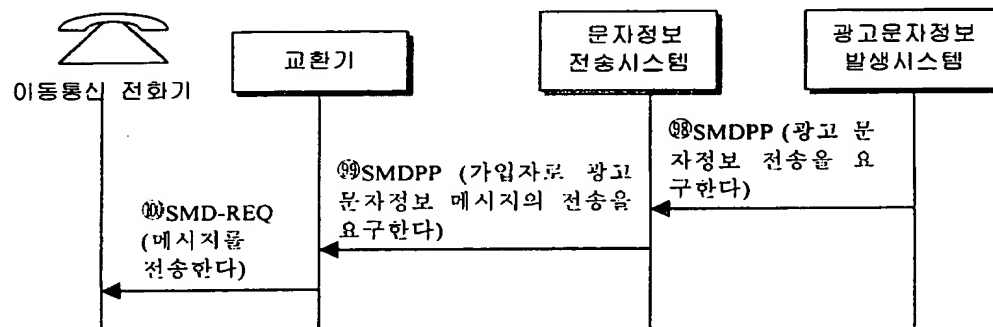 이동통신 전화기
교환기
문자정보
전송시스템
광고문자정보
발생시스템
98SMDPP (광고 문
자정보 전송을 요
구한다)
99SMDPP (가입자로 광고
문자정보 메시지의 전송을
요구한다)
100SMD-REQ
(메시지를
전송한다)